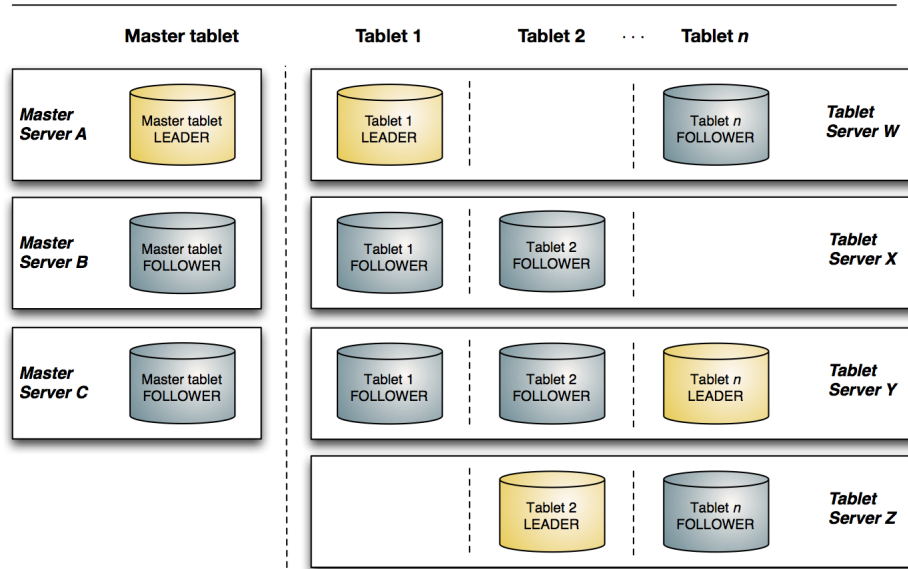 Master tablet
Tablet 1
Tablet 2
· · ·
Tablet n
Master
Server A
Master tablet
LEADER
Tablet 1
LEADER
Tablet n
FOLLOWER
Tablet
Server W
Master
Server B
Master tablet
FOLLOWER
Tablet 1
FOLLOWER
Tablet 2
FOLLOWER
Tablet
Server X
Master
Server C
Master tablet
FOLLOWER
Tablet 1
FOLLOWER
Tablet 2
FOLLOWER
Tablet n
LEADER
Tablet
Server Y
Tablet 2
LEADER
Tablet n
FOLLOWER
Tablet
Server Z